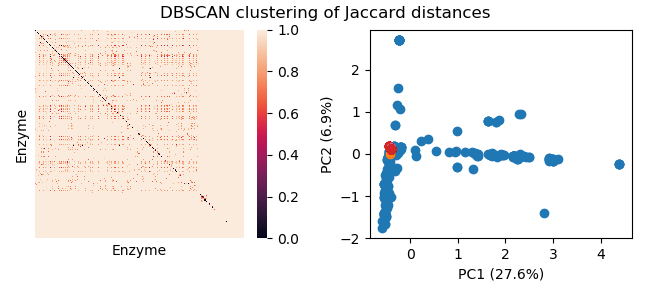 DBSCAN clustering of Jaccard distances
Enzyme
Enzyme
1.0
0.8
0.6
0.4
0.2
0.0
PC2 (6.9%)
2
1
0
−1
−2
0 1 2 3 4
PC1 (27.6%)